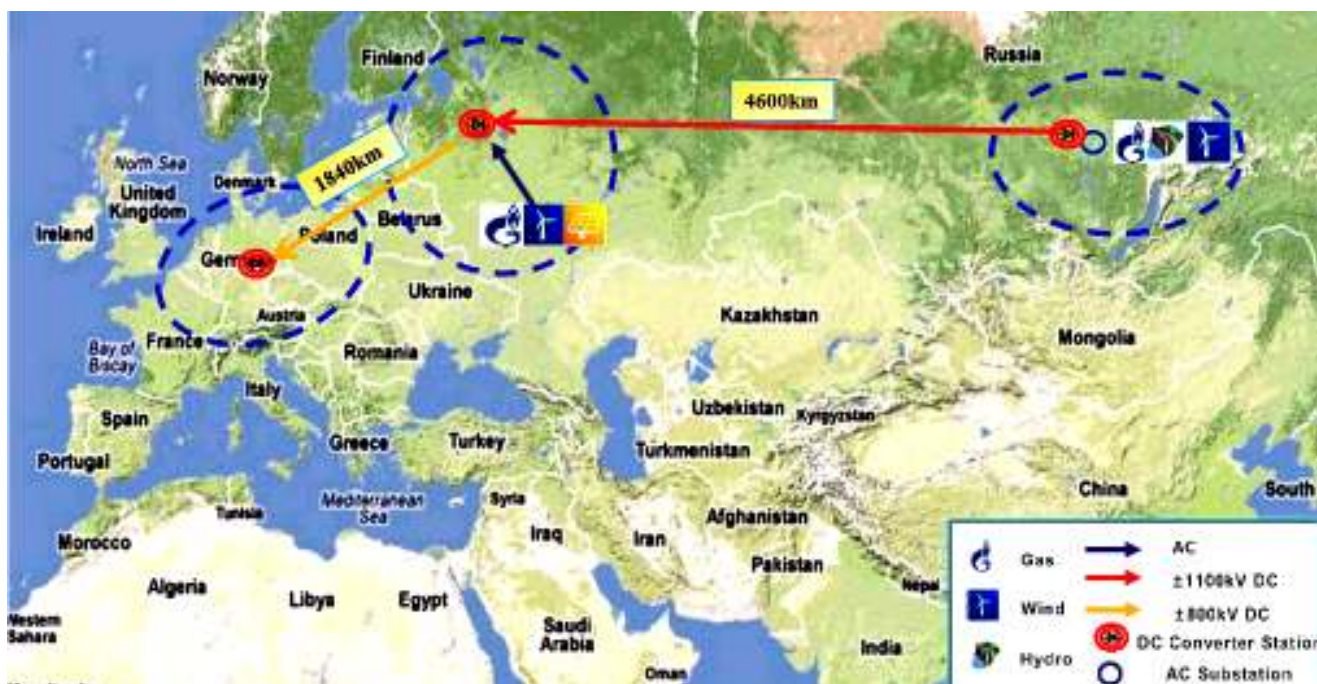 Finland
Norway
Russia
4600km
1840km
North Sea
Denmark
United
Kingdom
Ireland
Belarus
Poland
Germ
Ukraine
Austria
France
Kazakhstan
Mongolia
Bay of
Biscay
Romania
Italy
Uzbekistan
Kyrgyzstan
Spain
Greece
Turkey
Turkmenistan
Portugal
Mediterranean
Sea
Syria
China
South
Tunisia
Iraq
Iran
Afghanistan
Morocco
Pakistan
Nepal
Algeria
Libya
Egypt
Western
Sahara
Saudi
Arabia
Oman
India
Gas
AC
±1100kV DC
Wind
±800kV DC
DC Converter Station
Hydro
AC Substation